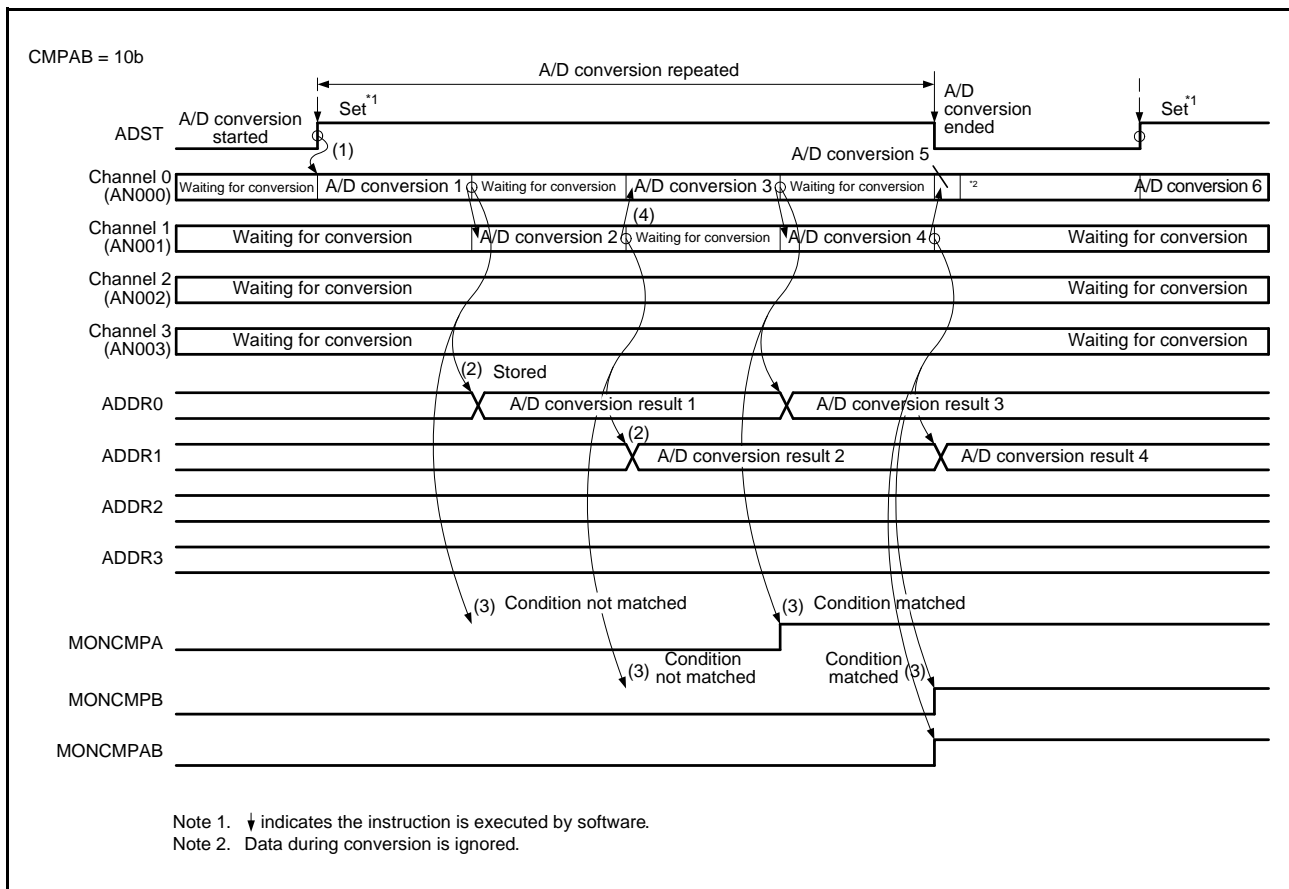 CMPAB = 10b
A/D conversion repeated
A/D conversion started
Set*1
A/D conversion ended
Set*1
ADST
(1)
A/D conversion 5
Channel 0 (AN000)
Waiting for conversion
A/D conversion 1
Waiting for conversion
A/D conversion 3
Waiting for conversion
*2
A/D conversion 6
(4)
Channel 1 (AN001)
Waiting for conversion
A/D conversion 2
Waiting for conversion
A/D conversion 4
Waiting for conversion
Channel 2 (AN002)
Waiting for conversion
Waiting for conversion
Channel 3 (AN003)
Waiting for conversion
Waiting for conversion
(2) Stored
ADDR0
A/D conversion result 1
A/D conversion result 3
(2)
ADDR1
A/D conversion result 2
A/D conversion result 4
ADDR2
ADDR3
(3) Condition not matched
(3) Condition matched
MONCMPA
(3) Condition not matched
Condition matched (3)
MONCMPB
MONCMPAB
Note 1. indicates the instruction is executed by software.
Note 2. Data during conversion is ignored.